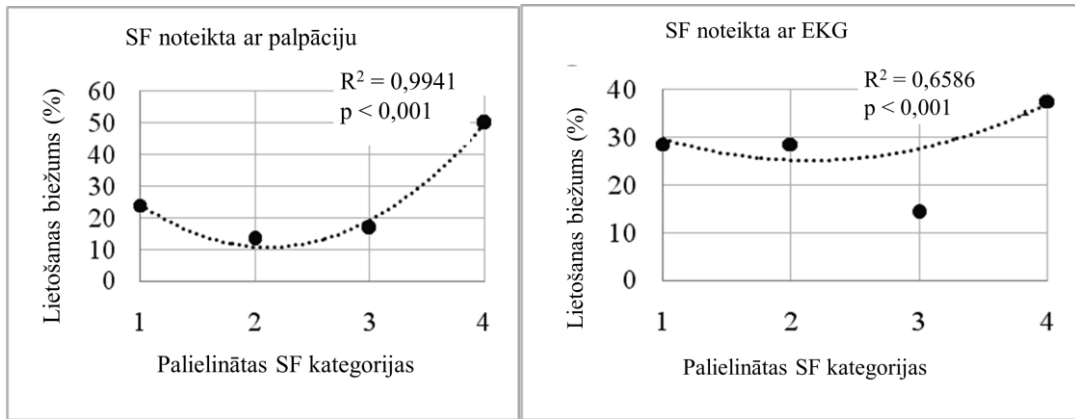 SF noteikta ar palpāciju
R² = 0,9941
p < 0,001
Lietošanas biežums (%)
60
50
40
30
20
10
0
1 2 3 4
Palielinātas SF kategorijas
SF noteikta ar EKG
R² = 0,6586
p < 0,001
Lietošanas biežums (%)
40
30
20
10
0
1 2 3 4
Palielinātas SF kategorijas